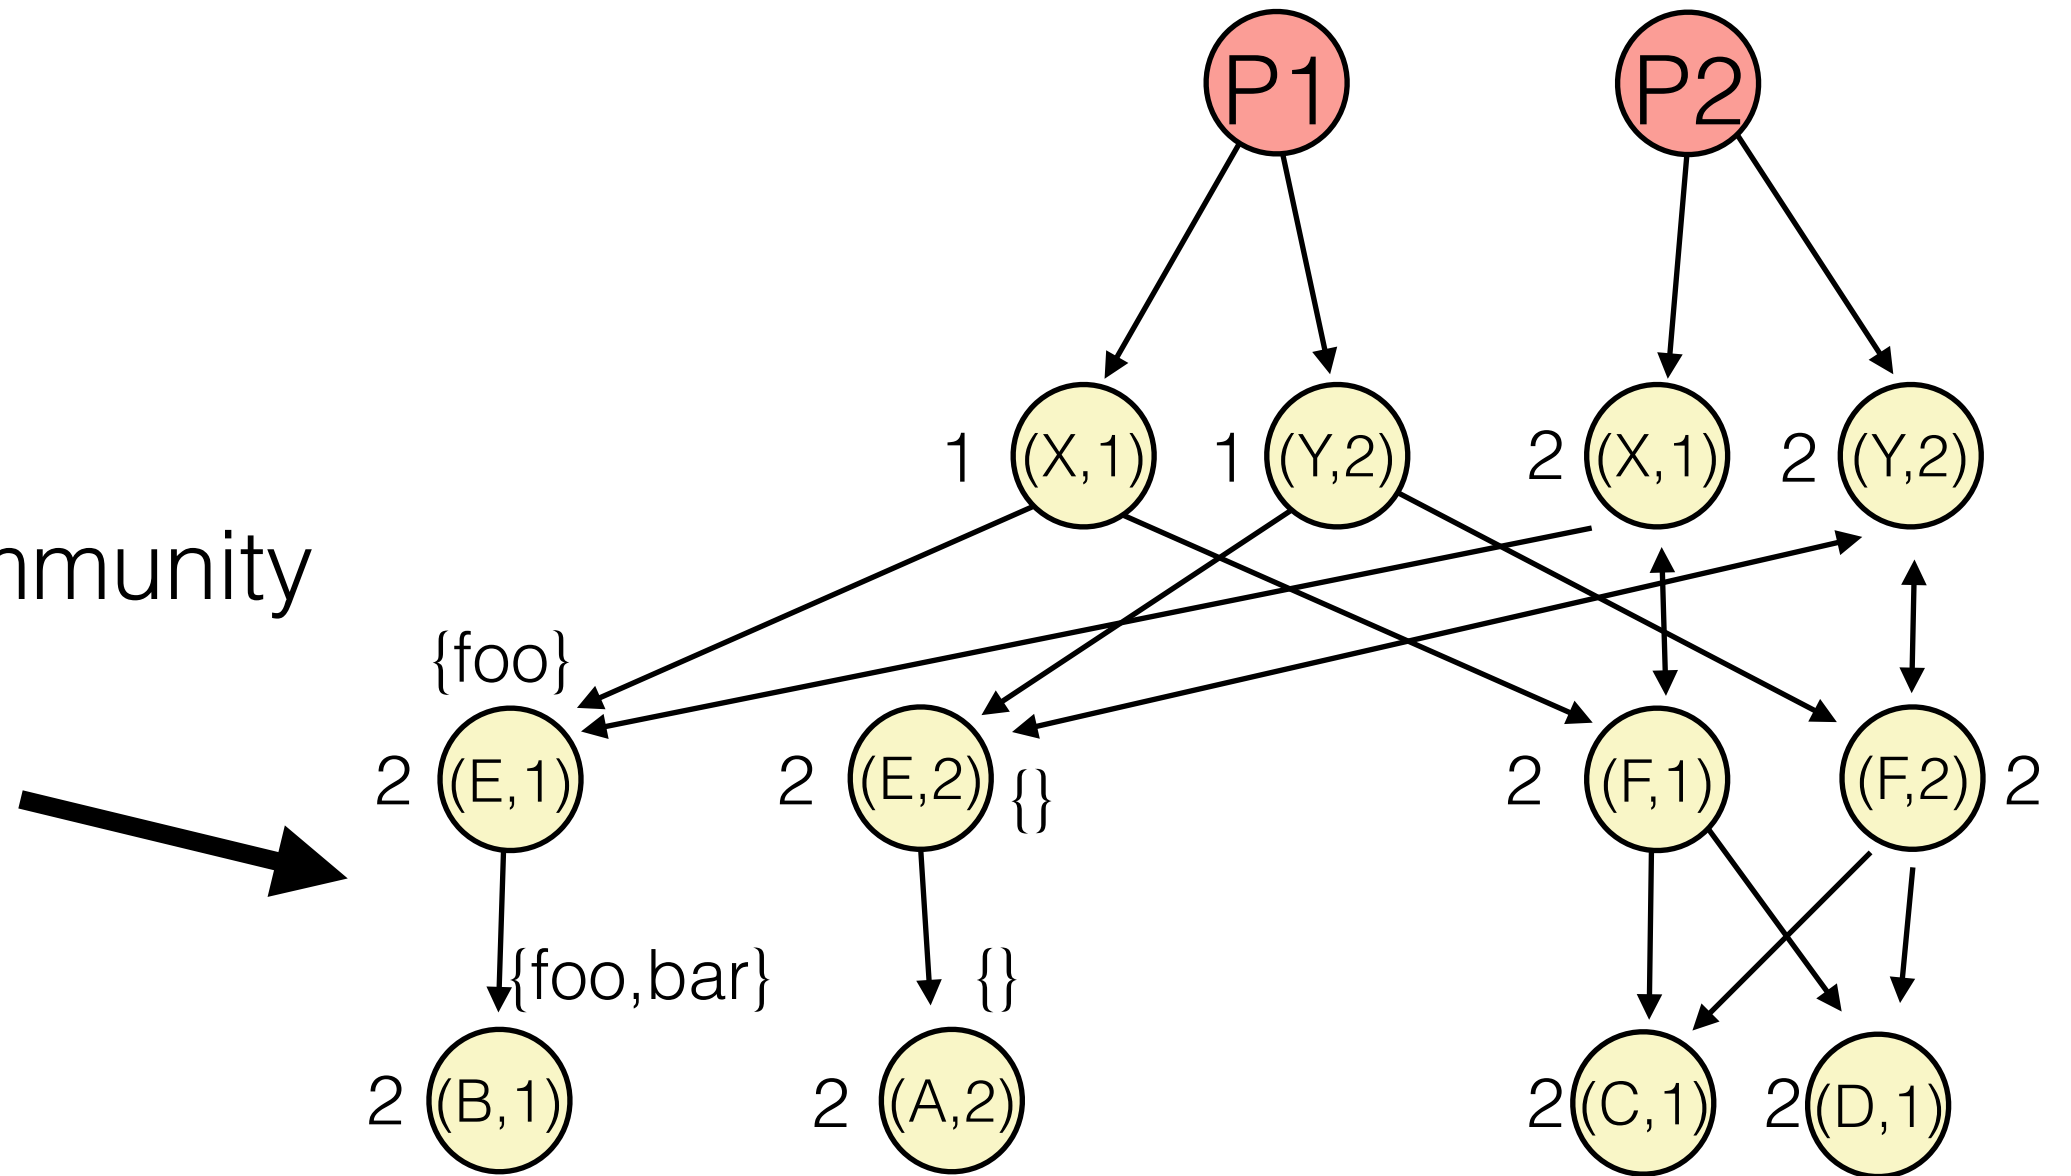 P1 P2
1 (X,1) 1 (Y,2) 2 (X,1) 2 (Y,2)
mmunity
{foo}
2 (E,1) 2 (E,2) {} 2 (F,1) (F,2) 2
{foo,bar} {}
2 (B,1) 2 (A,2) 2 (C,1) 2 (D,1)